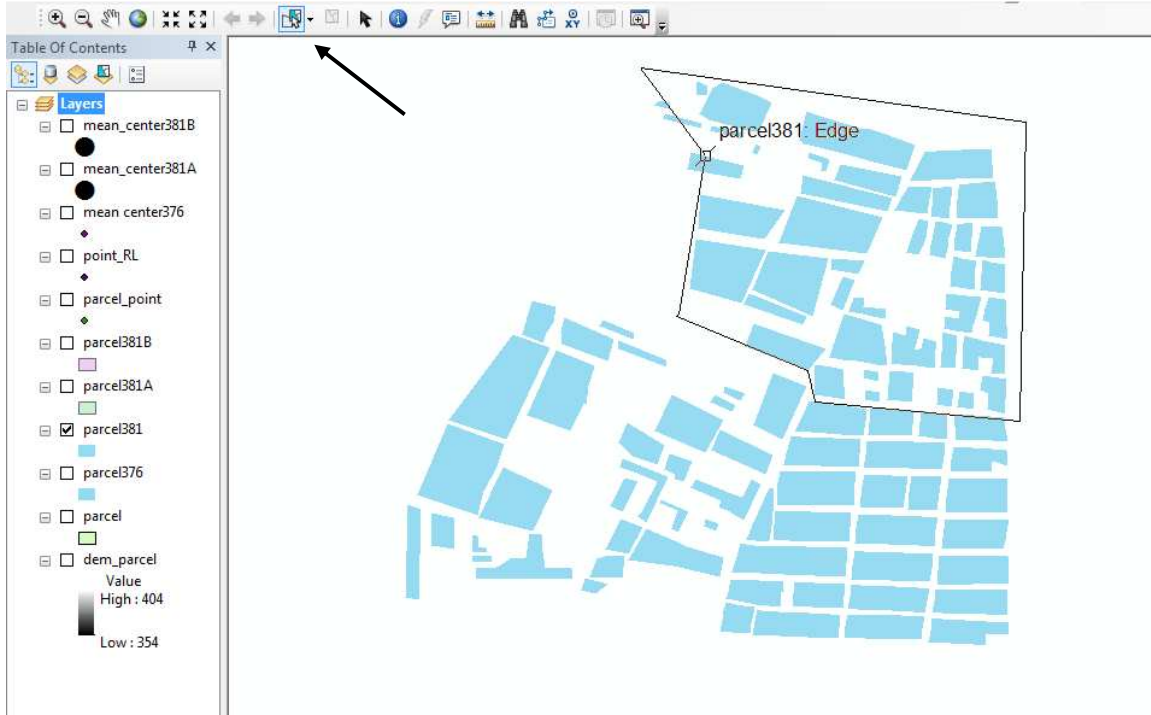 Table Of Contents
Layers
mean_center381B
mean_center381A
mean center376
point_RL
parcel_point
parcel381B
parcel381A
parcel381
parcel376
parcel
dem_parcel
Value
High : 404
Low : 354
XY
parcel381: Edge